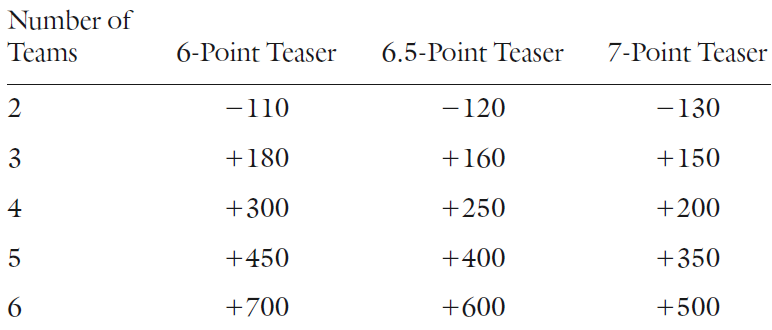 Number of
Teams 6-Point Teaser 6.5-Point Teaser 7-Point Teaser
2 −110 −120 −130
3 +180 +160 +150
4 +300 +250 +200
5 +450 +400 +350
6 +700 +600 +500